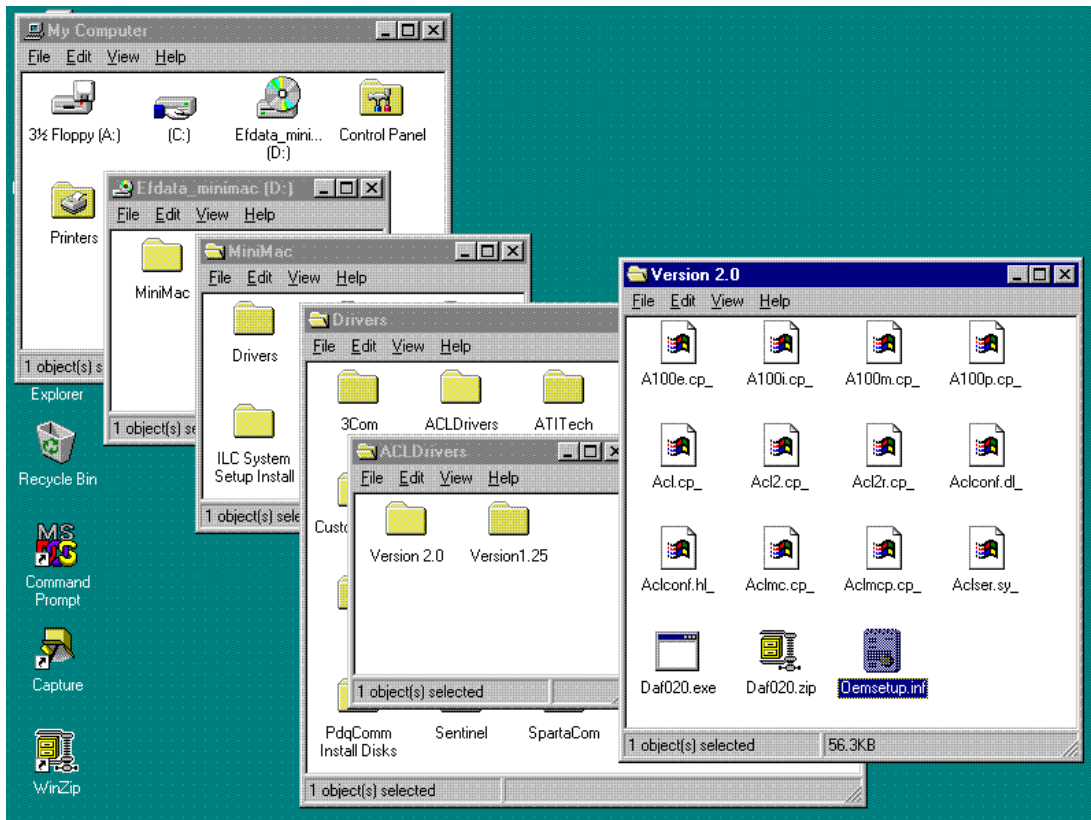 My Computer
File Edit View Help
3½ Floppy (A:)
(C:)
Efdata_mini...
(D:)
Control Panel
Printers
1 object(s) s
Efdata_minimac (D:)
File Edit View Help
MiniMac
1 object(s) se
MiniMac
File Edit View Help
Drivers
ILC System
Setup Install
1 object(s) sele
Drivers
File Edit View Help
3Com
ACLDrivers
ATITech
Custo
PdqComm
Install Disks
Sentinel
SpartaCom
1 object(s) selected
ACLDrivers
File Edit View Help
Version 2.0
Version1.25
1 object(s) selected
Version 2.0
File Edit View Help
A100e.cp_
A100i.cp_
A100m.cp_
A100p.cp_
Acl.cp_
Acl2.cp_
Acl2r.cp_
Aclconf.dl_
Aclconf.hl_
Aclmc.cp_
Aclmcp.cp_
Aclser.sy_
Daf020.exe
Daf020.zip
Oemsetup.inf
1 object(s) selected
56.3KB
Explorer
Recycle Bin
MS
Command
Prompt
Capture
WinZip